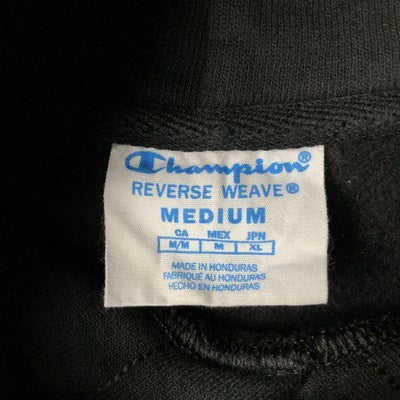 Champion®
REVERSE WEAVE®
MEDIUM
CA MEX JPN
M/M M XL
MADE IN HONDURAS
FABRIQUÉ AU HONDURAS
HECHO EN HONDURAS